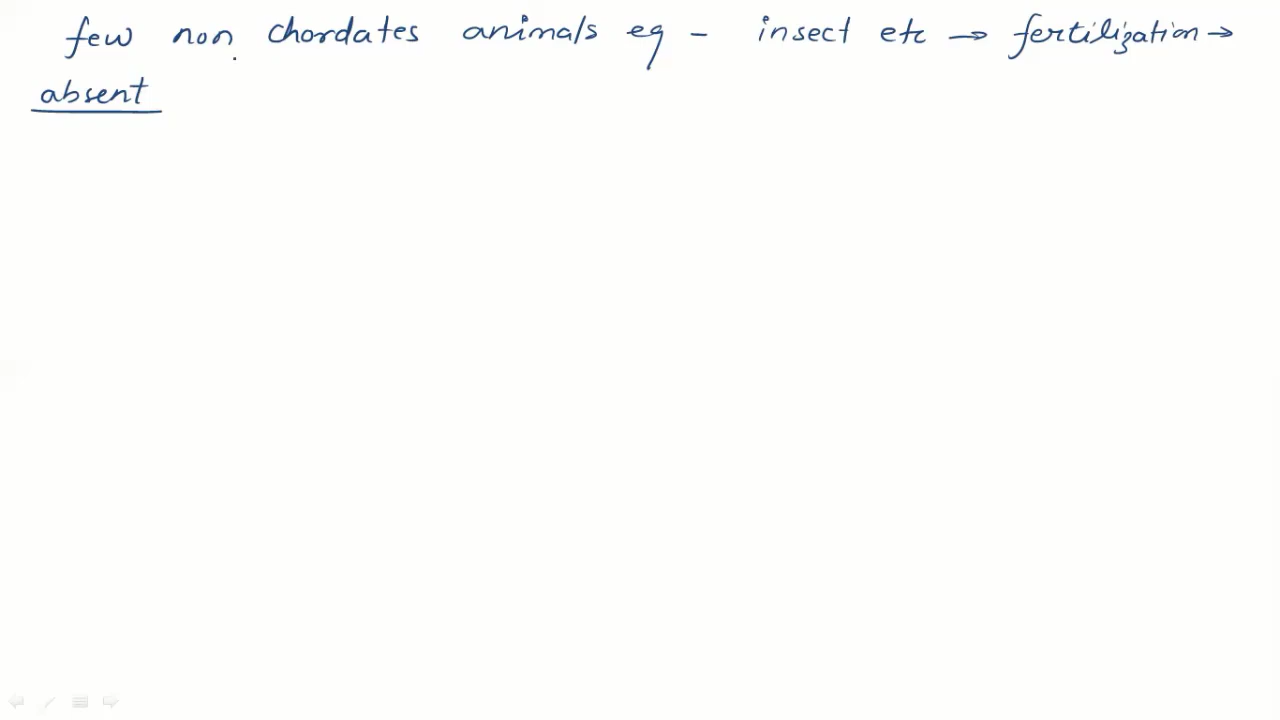 few non chordates animals eg - insect etc → fertilization →
absent